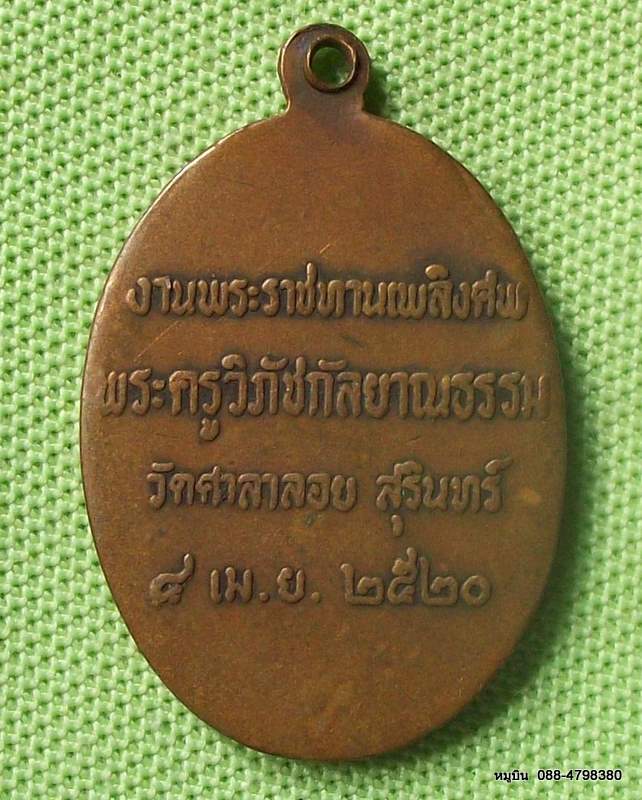 งานพระราชทานเพลิงศพ
พระครูวิภัชกัลยาณธรรม
วัดศาลาลอย สุรินทร์
๘ เม.ย. ๒๕๒๐
หมูบิน 088-4798380